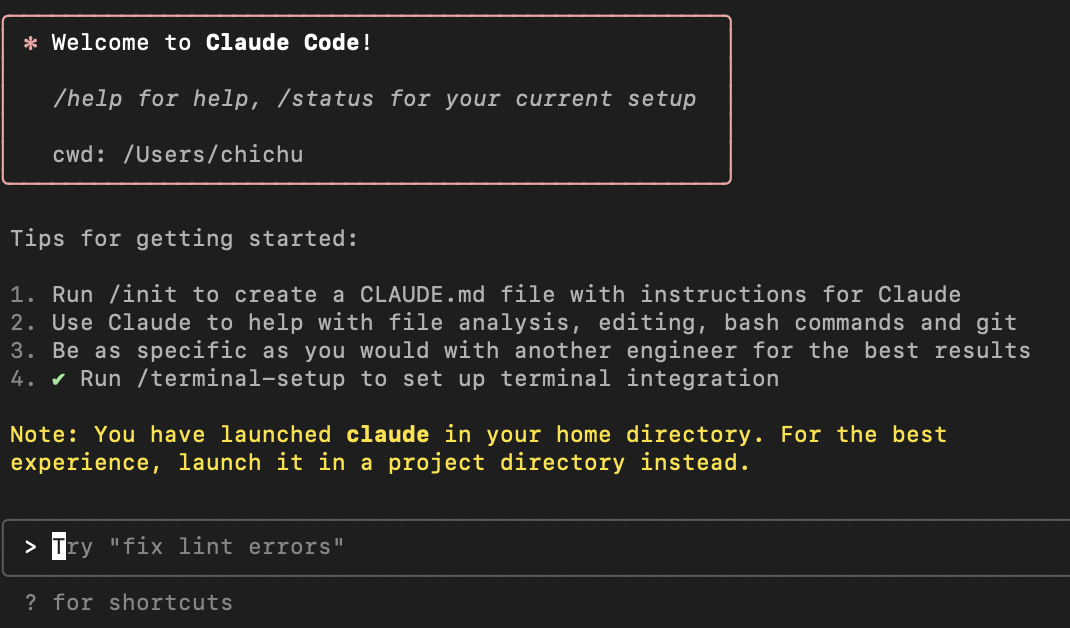 ✻ Welcome to Claude Code!
/help for help, /status for your current setup
cwd: /Users/chichu
Tips for getting started:
1. Run /init to create a CLAUDE.md file with instructions for Claude
2. Use Claude to help with file analysis, editing, bash commands and git
3. Be as specific as you would with another engineer for the best results
4. ✔ Run /terminal-setup to set up terminal integration
Note: You have launched claude in your home directory. For the best
experience, launch it in a project directory instead.
> Try "fix lint errors"
? for shortcuts